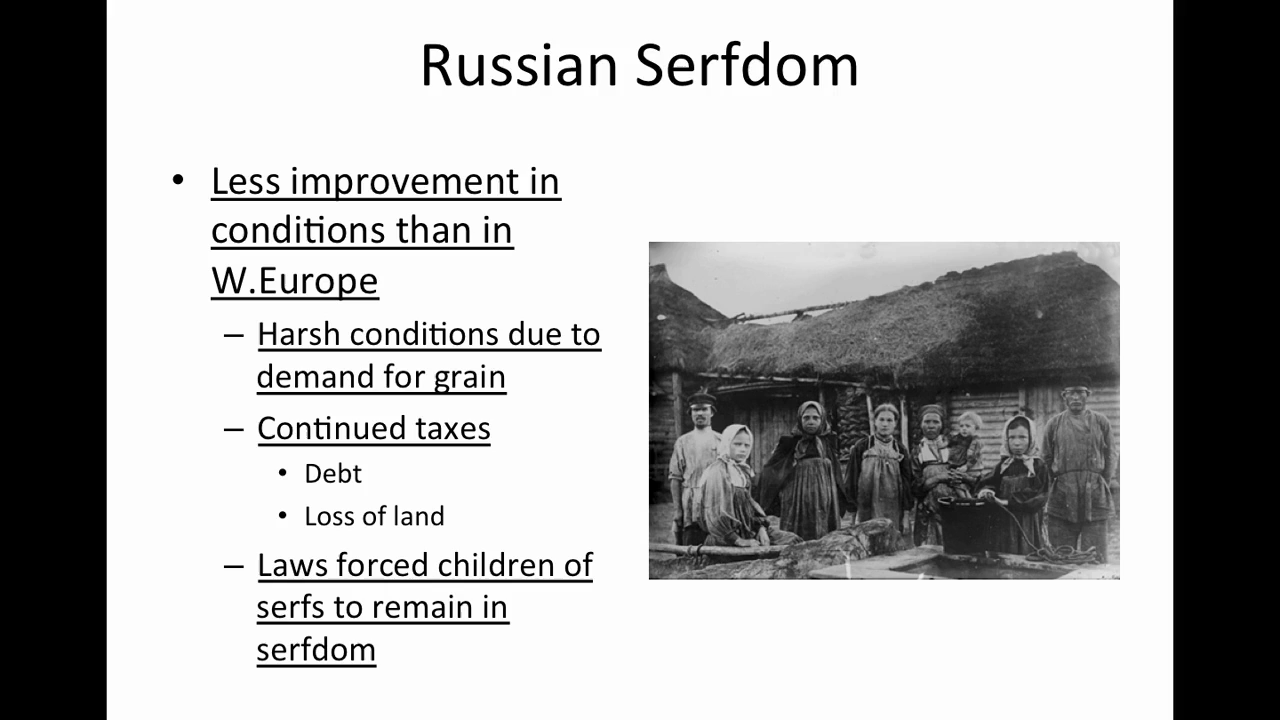 Russian Serfdom
• Less improvement in
conditions than in
W.Europe
– Harsh conditions due to
demand for grain
– Continued taxes
• Debt
• Loss of land
– Laws forced children of
serfs to remain in
serfdom